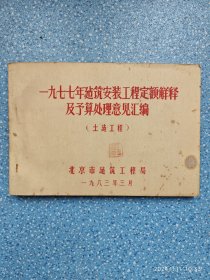 一九七七年建筑安装工程定额解释
及予算处理意见汇编
（土建工程）
北京市建筑工程局
一九八三年三月